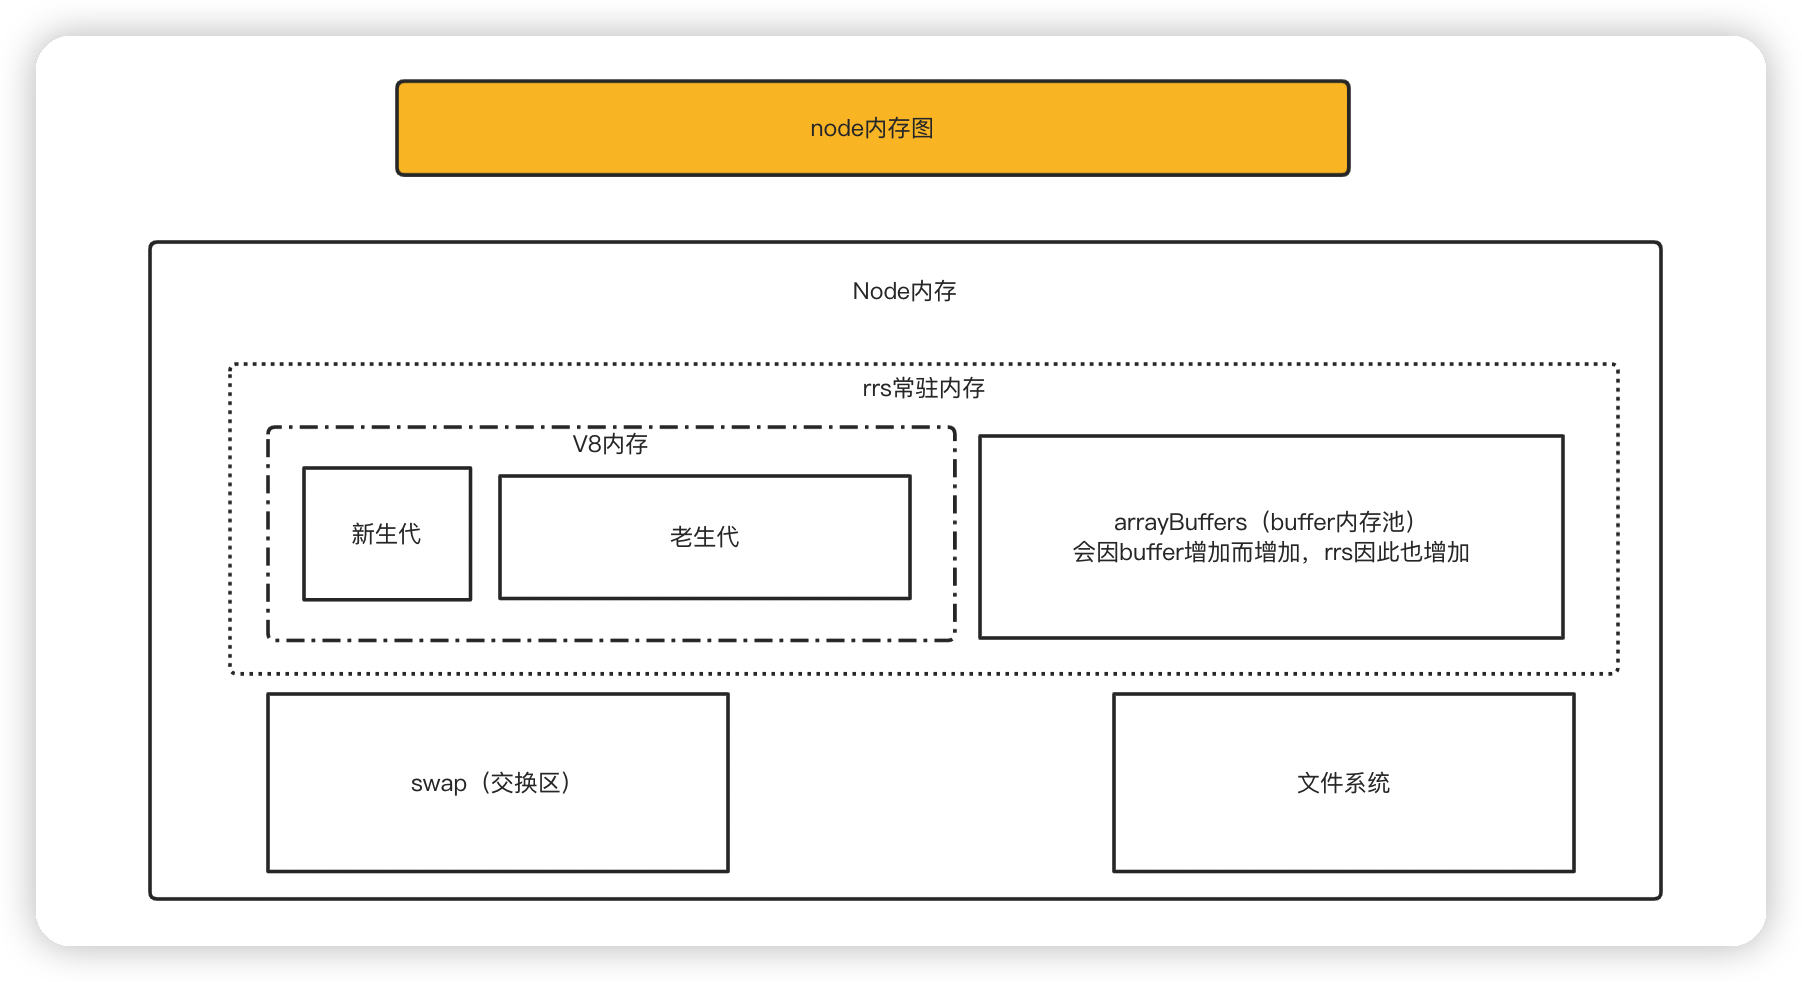 node内存图
Node内存
rrs常驻内存
V8内存
新生代
老生代
arrayBuffers（buffer内存池）
会因buffer增加而增加，rrs因此也增加
swap（交换区）
文件系统